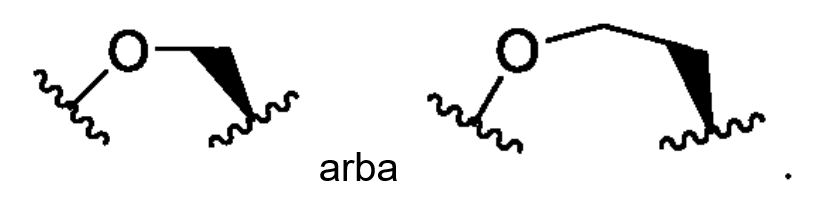 O O
arba .